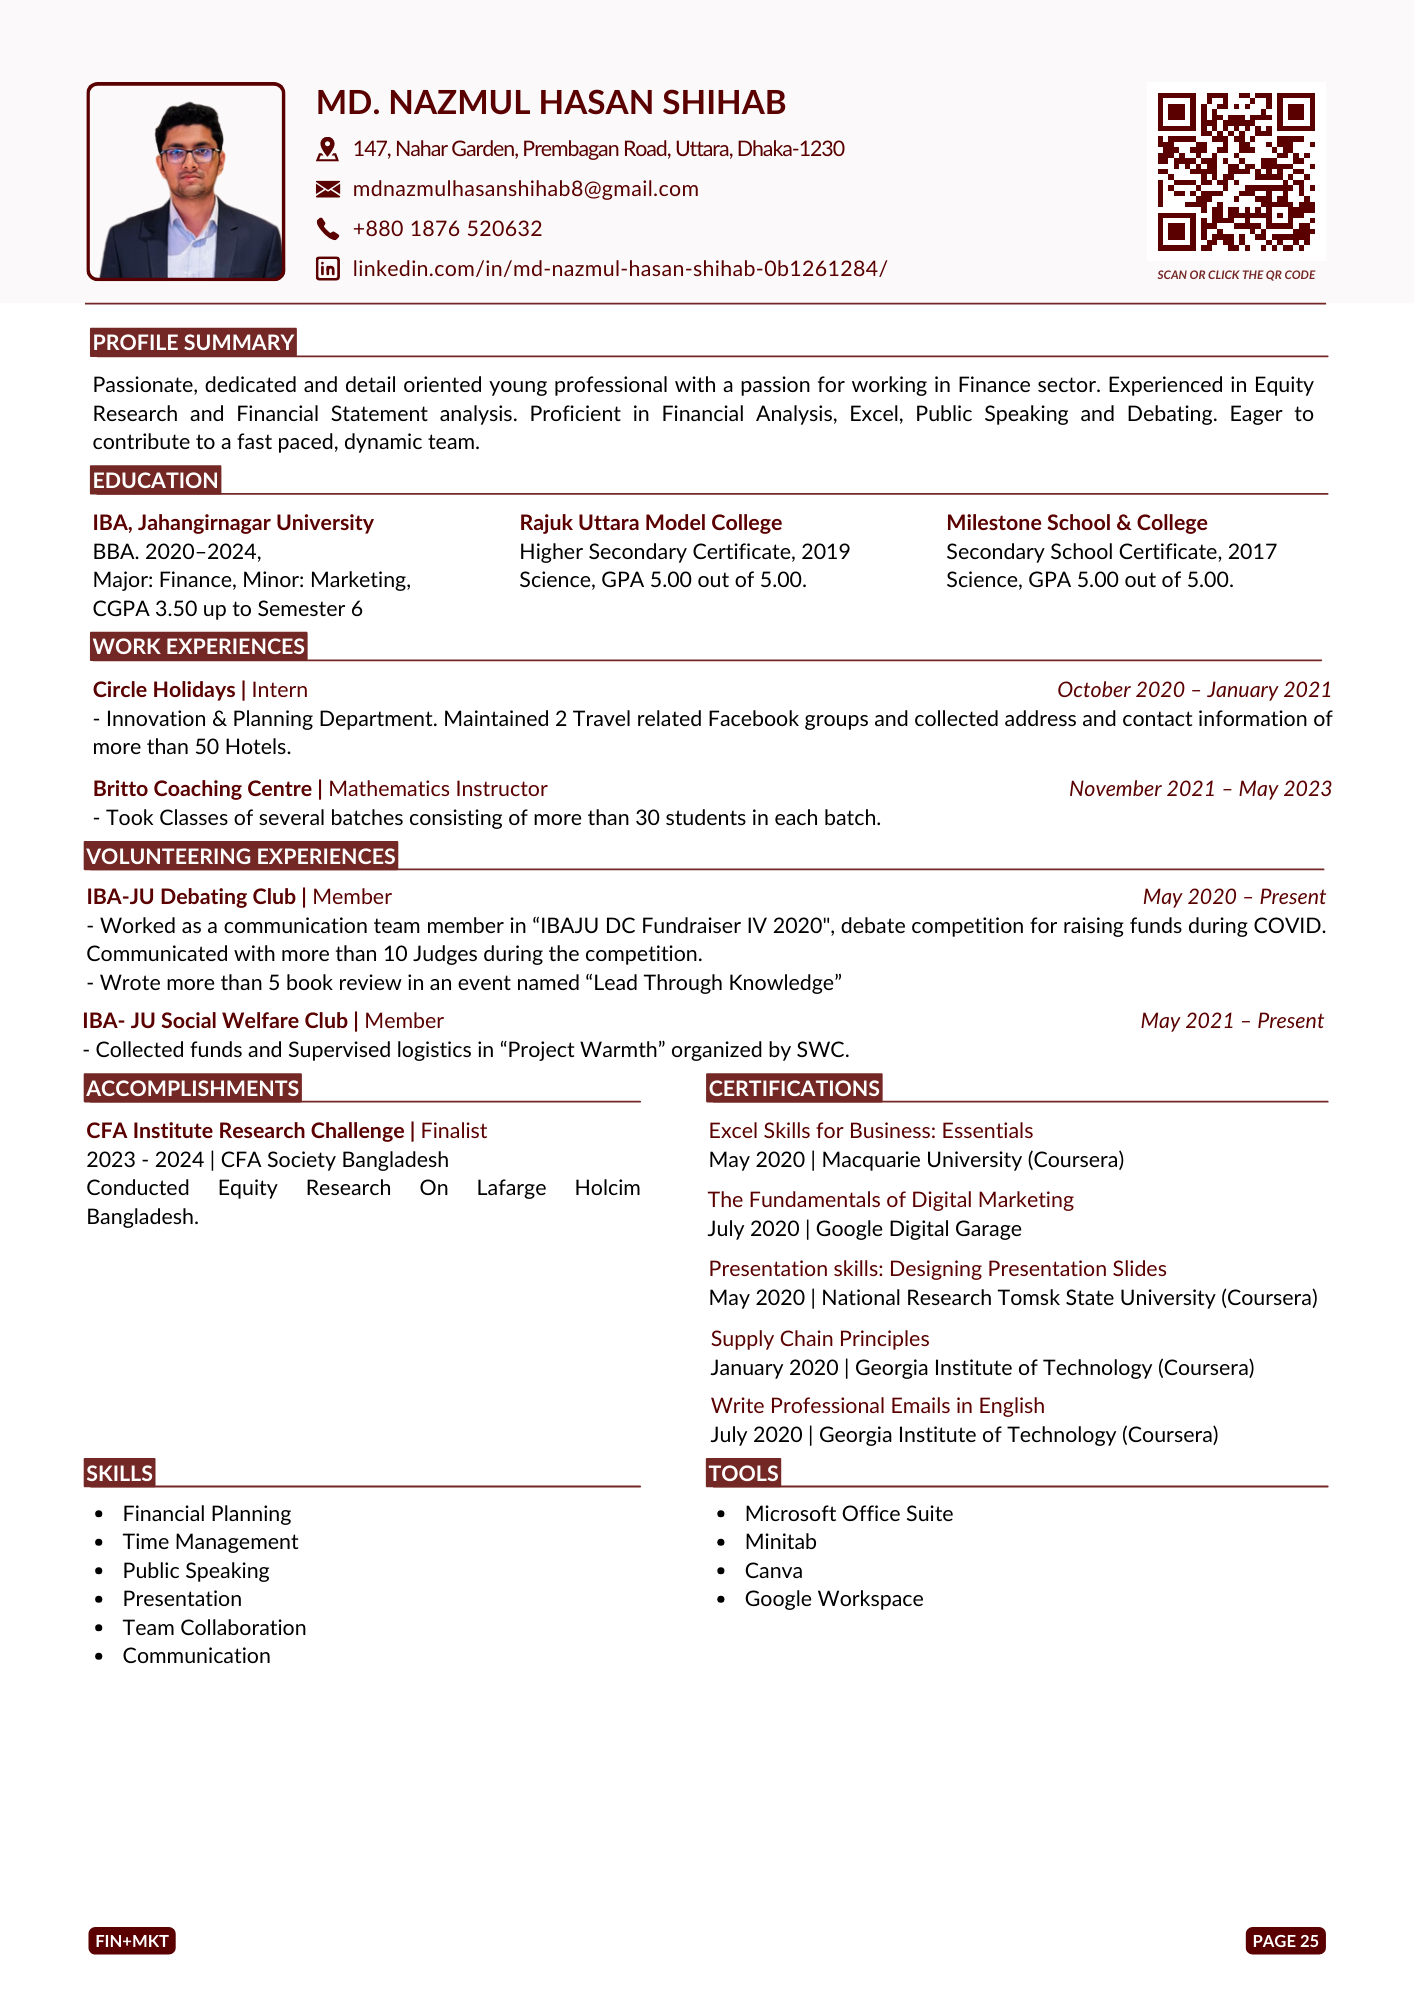 MD. NAZMUL HASAN SHIHAB
147, Nahar Garden, Prembagan Road, Uttara, Dhaka-1230
mdnazmulhasanshihab8@gmail.com
+880 1876 520632
linkedin.com/in/md-nazmul-hasan-shihab-0b1261284/
SCAN OR CLICK THE QR CODE
PROFILE SUMMARY
Passionate, dedicated and detail oriented young professional with a passion for working in Finance sector. Experienced in Equity
Research and Financial Statement analysis. Proficient in Financial Analysis, Excel, Public Speaking and Debating. Eager to
contribute to a fast paced, dynamic team.
EDUCATION
IBA, Jahangirnagar University
BBA. 2020–2024,
Major: Finance, Minor: Marketing,
CGPA 3.50 up to Semester 6
Rajuk Uttara Model College
Higher Secondary Certificate, 2019
Science, GPA 5.00 out of 5.00.
Milestone School & College
Secondary School Certificate, 2017
Science, GPA 5.00 out of 5.00.
WORK EXPERIENCES
Circle Holidays | Intern October 2020 – January 2021
- Innovation & Planning Department. Maintained 2 Travel related Facebook groups and collected address and contact information of
more than 50 Hotels.
Britto Coaching Centre | Mathematics Instructor November 2021 – May 2023
- Took Classes of several batches consisting of more than 30 students in each batch.
VOLUNTEERING EXPERIENCES
IBA-JU Debating Club | Member May 2020 – Present
- Worked as a communication team member in “IBAJU DC Fundraiser IV 2020", debate competition for raising funds during COVID.
Communicated with more than 10 Judges during the competition.
- Wrote more than 5 book review in an event named “Lead Through Knowledge”
IBA- JU Social Welfare Club | Member May 2021 – Present
- Collected funds and Supervised logistics in “Project Warmth” organized by SWC.
ACCOMPLISHMENTS
CFA Institute Research Challenge | Finalist
2023 - 2024 | CFA Society Bangladesh
Conducted Equity Research On Lafarge Holcim
Bangladesh.
CERTIFICATIONS
Excel Skills for Business: Essentials
May 2020 | Macquarie University (Coursera)
The Fundamentals of Digital Marketing
July 2020 | Google Digital Garage
Presentation skills: Designing Presentation Slides
May 2020 | National Research Tomsk State University (Coursera)
Supply Chain Principles
January 2020 | Georgia Institute of Technology (Coursera)
Write Professional Emails in English
July 2020 | Georgia Institute of Technology (Coursera)
SKILLS
• Financial Planning
• Time Management
• Public Speaking
• Presentation
• Team Collaboration
• Communication
TOOLS
• Microsoft Office Suite
• Minitab
• Canva
• Google Workspace
FIN+MKT
PAGE 25